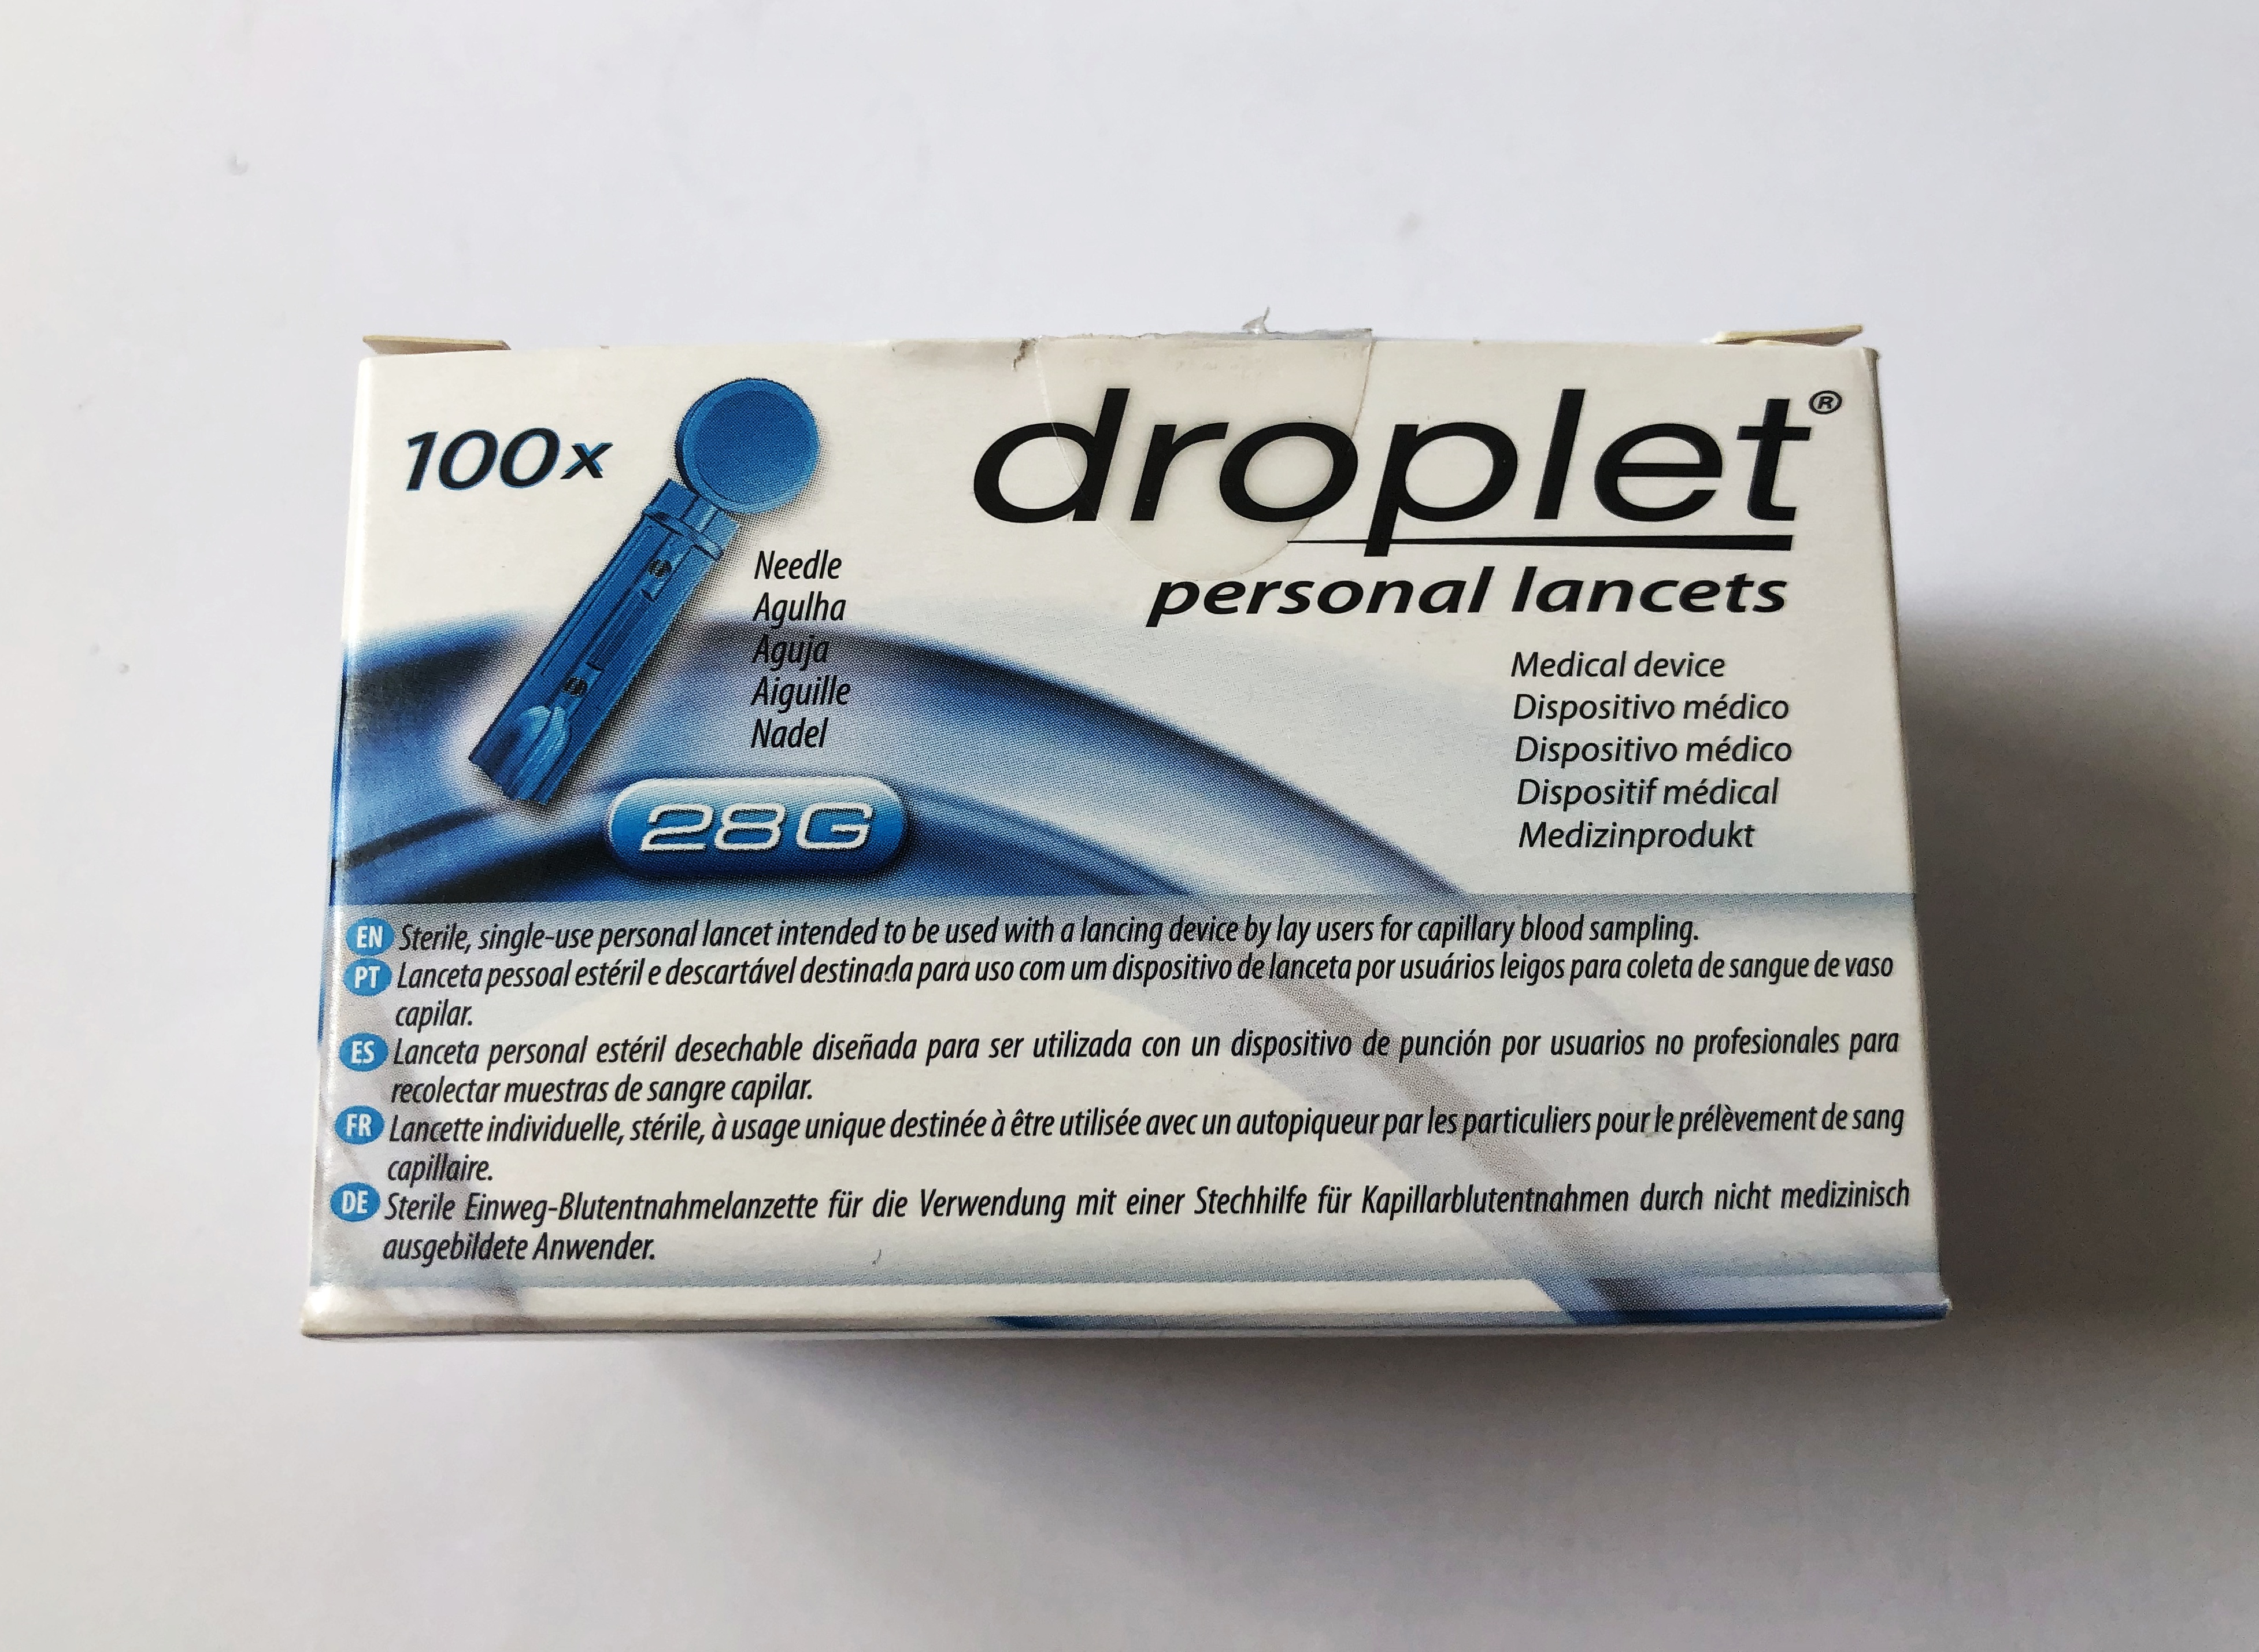 100x
droplet®
personal lancets
Needle
Agulha
Aguja
Aiguille
Nadel
28G
Medical device
Dispositivo médico
Dispositivo médico
Dispositif médical
Medizinprodukt
EN Sterile, single-use personal lancet intended to be used with a lancing device by lay users for capillary blood sampling.
PT Lanceta pessoal estéril e descartável destinada para uso com um dispositivo de lanceta por usuários leigos para coleta de sangue de vaso
capilar.
ES Lanceta personal estéril desechable diseñada para ser utilizada con un dispositivo de punción por usuarios no profesionales para
recolectar muestras de sangre capilar.
FR Lancette individuelle, stérile, à usage unique destinée à être utilisée avec un autopiqueur par les particuliers pour le prélèvement de sang
capillaire.
DE Sterile Einweg-Blutentnahmelanzette für die Verwendung mit einer Stechhilfe für Kapillarblutentnahmen durch nicht medizinisch
ausgebildete Anwender.